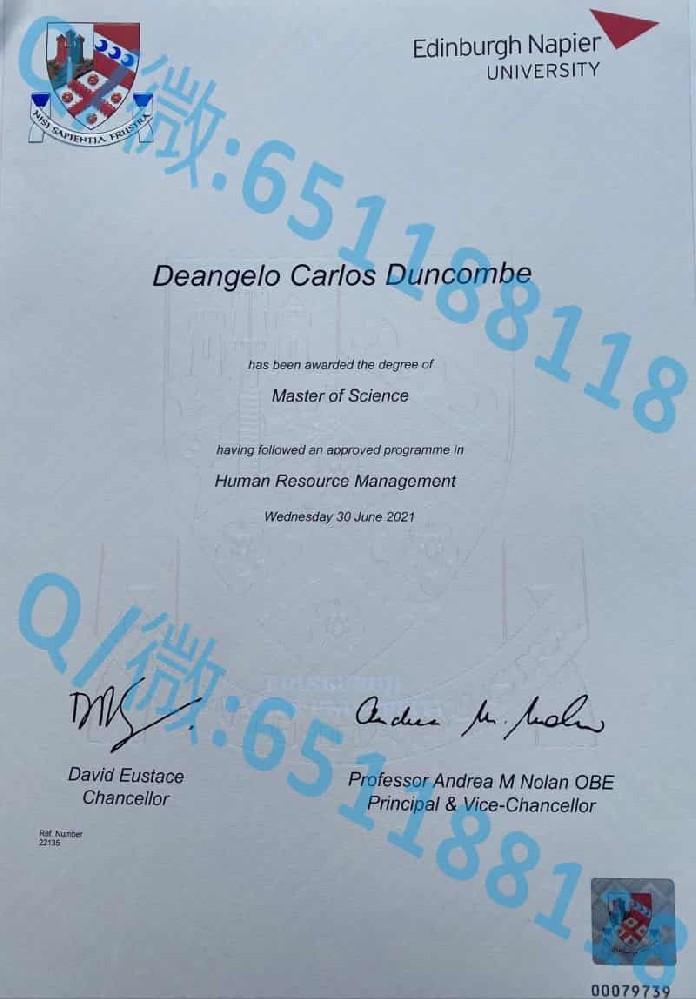 Edinburgh Napier
UNIVERSITY
NISI SAPIENTIA FRUSTRA
Q/微:6511188118
Deangelo Carlos Duncombe
has been awarded the degree of
Master of Science
having followed an approved programme in
Human Resource Management
Wednesday 30 June 2021
Q/微:6511188118
David Eustace
Chancellor
Professor Andrea M Nolan OBE
Principal & Vice-Chancellor
Ref. Number
22135
00079739